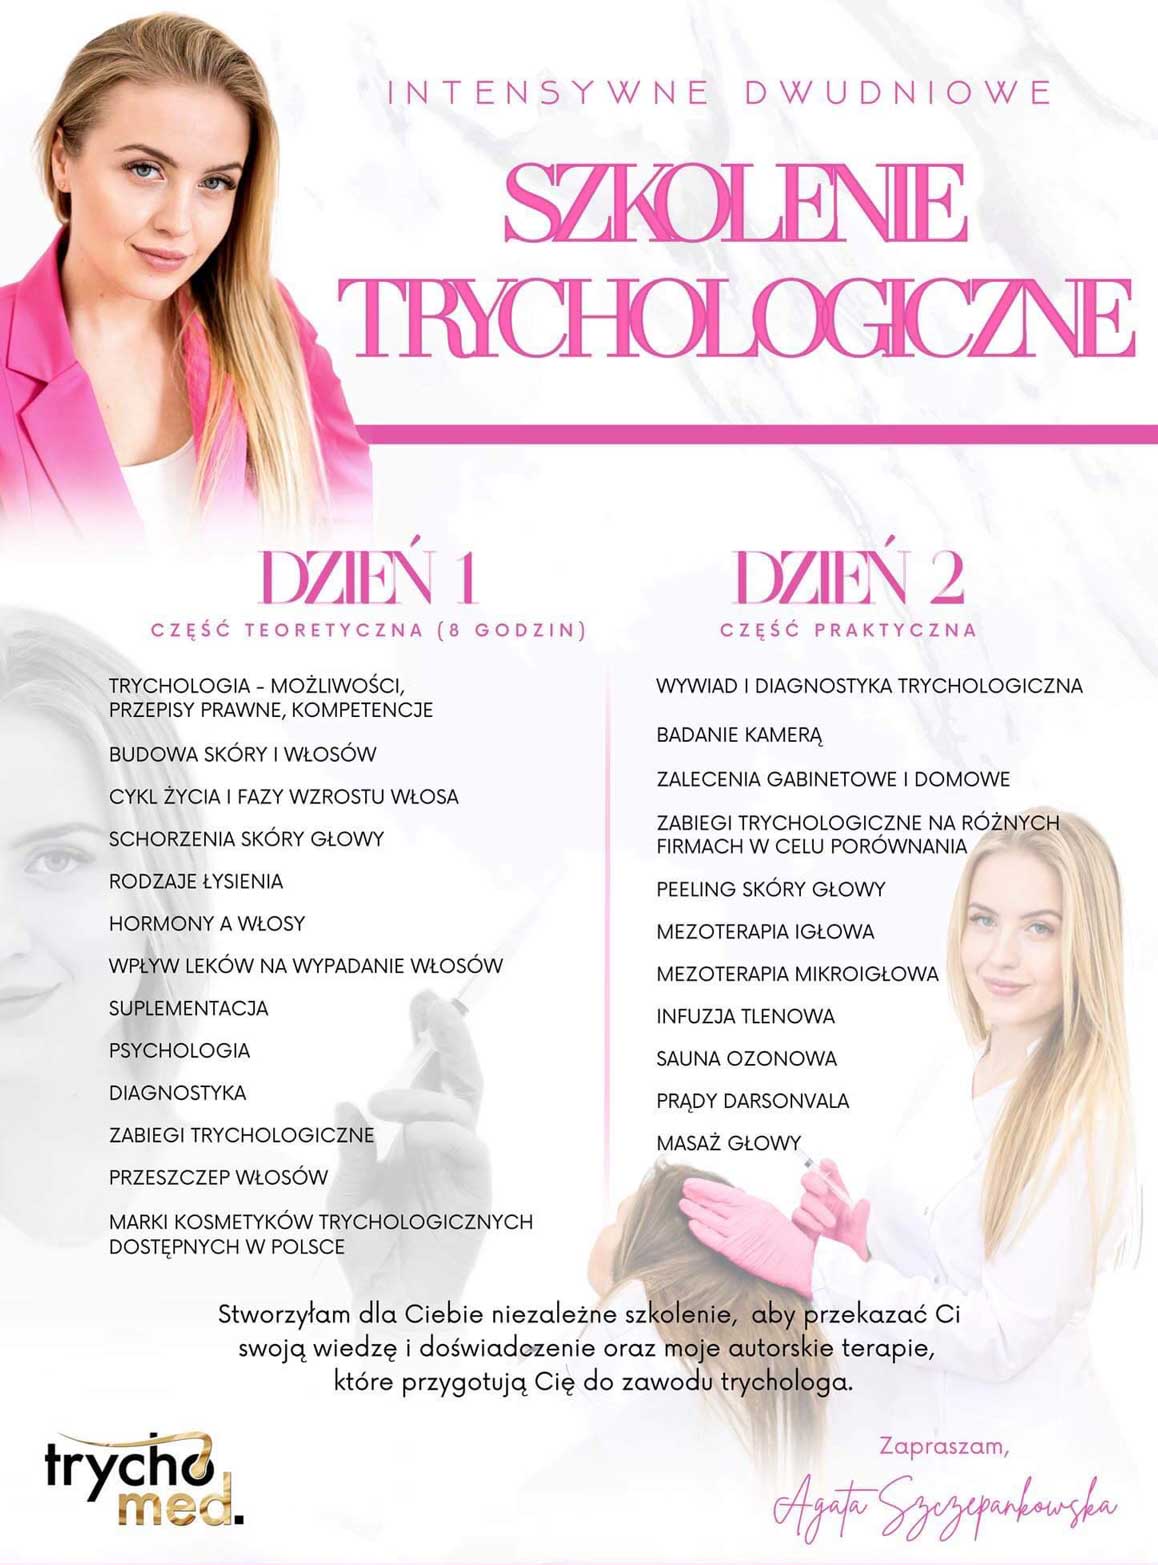 INTENSYWNE DWUDNIOWE
SZKOLENIE
TRYCHOLOGICZNE
DZIEŃ 1
CZĘŚĆ TEORETYCZNA (8 GODZIN)
TRYCHOLOGIA - MOŻLIWOŚCI,
PRZEPISY PRAWNE, KOMPETENCJE
BUDOWA SKÓRY I WŁOSÓW
CYKL ŻYCIA I FAZY WZROSTU WŁOSA
SCHORZENIA SKÓRY GŁOWY
RODZAJE ŁYSIENIA
HORMONY A WŁOSY
WPŁYW LEKÓW NA WYPADANIE WŁOSÓW
SUPLEMENTACJA
PSYCHOLOGIA
DIAGNOSTYKA
ZABIEGI TRYCHOLOGICZNE
PRZESZCZEP WŁOSÓW
MARKI KOSMETYKÓW TRYCHOLOGICZNYCH
DOSTĘPNYCH W POLSCE
DZIEŃ 2
CZĘŚĆ PRAKTYCZNA
WYWIAD I DIAGNOSTYKA TRYCHOLOGICZNA
BADANIE KAMERĄ
ZALECENIA GABINETOWE I DOMOWE
ZABIEGI TRYCHOLOGICZNE NA RÓŻNYCH
FIRMACH W CELU PORÓWNANIA
PEELING SKÓRY GŁOWY
MEZOTERAPIA IGŁOWA
MEZOTERAPIA MIKROIGŁOWA
INFUZJA TLENOWA
SAUNA OZONOWA
PRĄDY DARSONVALA
MASAŻ GŁOWY
Stworzyłam dla Ciebie niezależne szkolenie, aby przekazać Ci
swoją wiedzę i doświadczenie oraz moje autorskie terapie,
które przygotują Cię do zawodu trychologa.
trycho
med.
Zapraszam,
Agata Szczepankowska